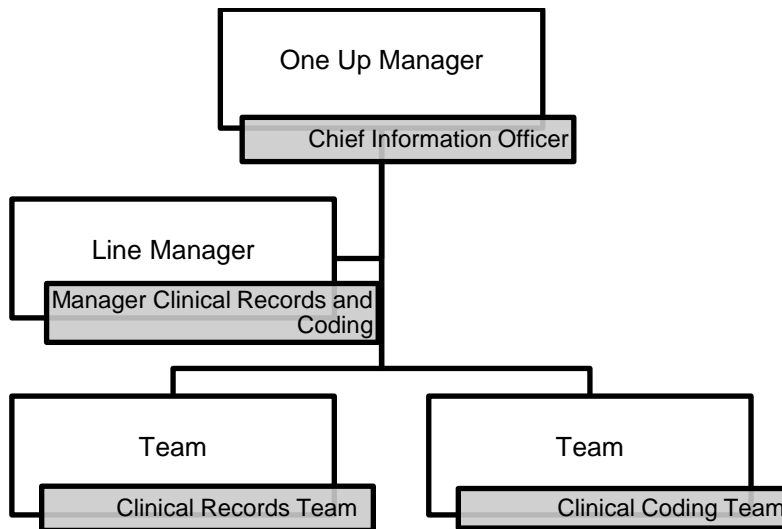 One Up Manager
Chief Information Officer
Line Manager
Manager Clinical Records and
Coding
Team
Clinical Records Team
Team
Clinical Coding Team